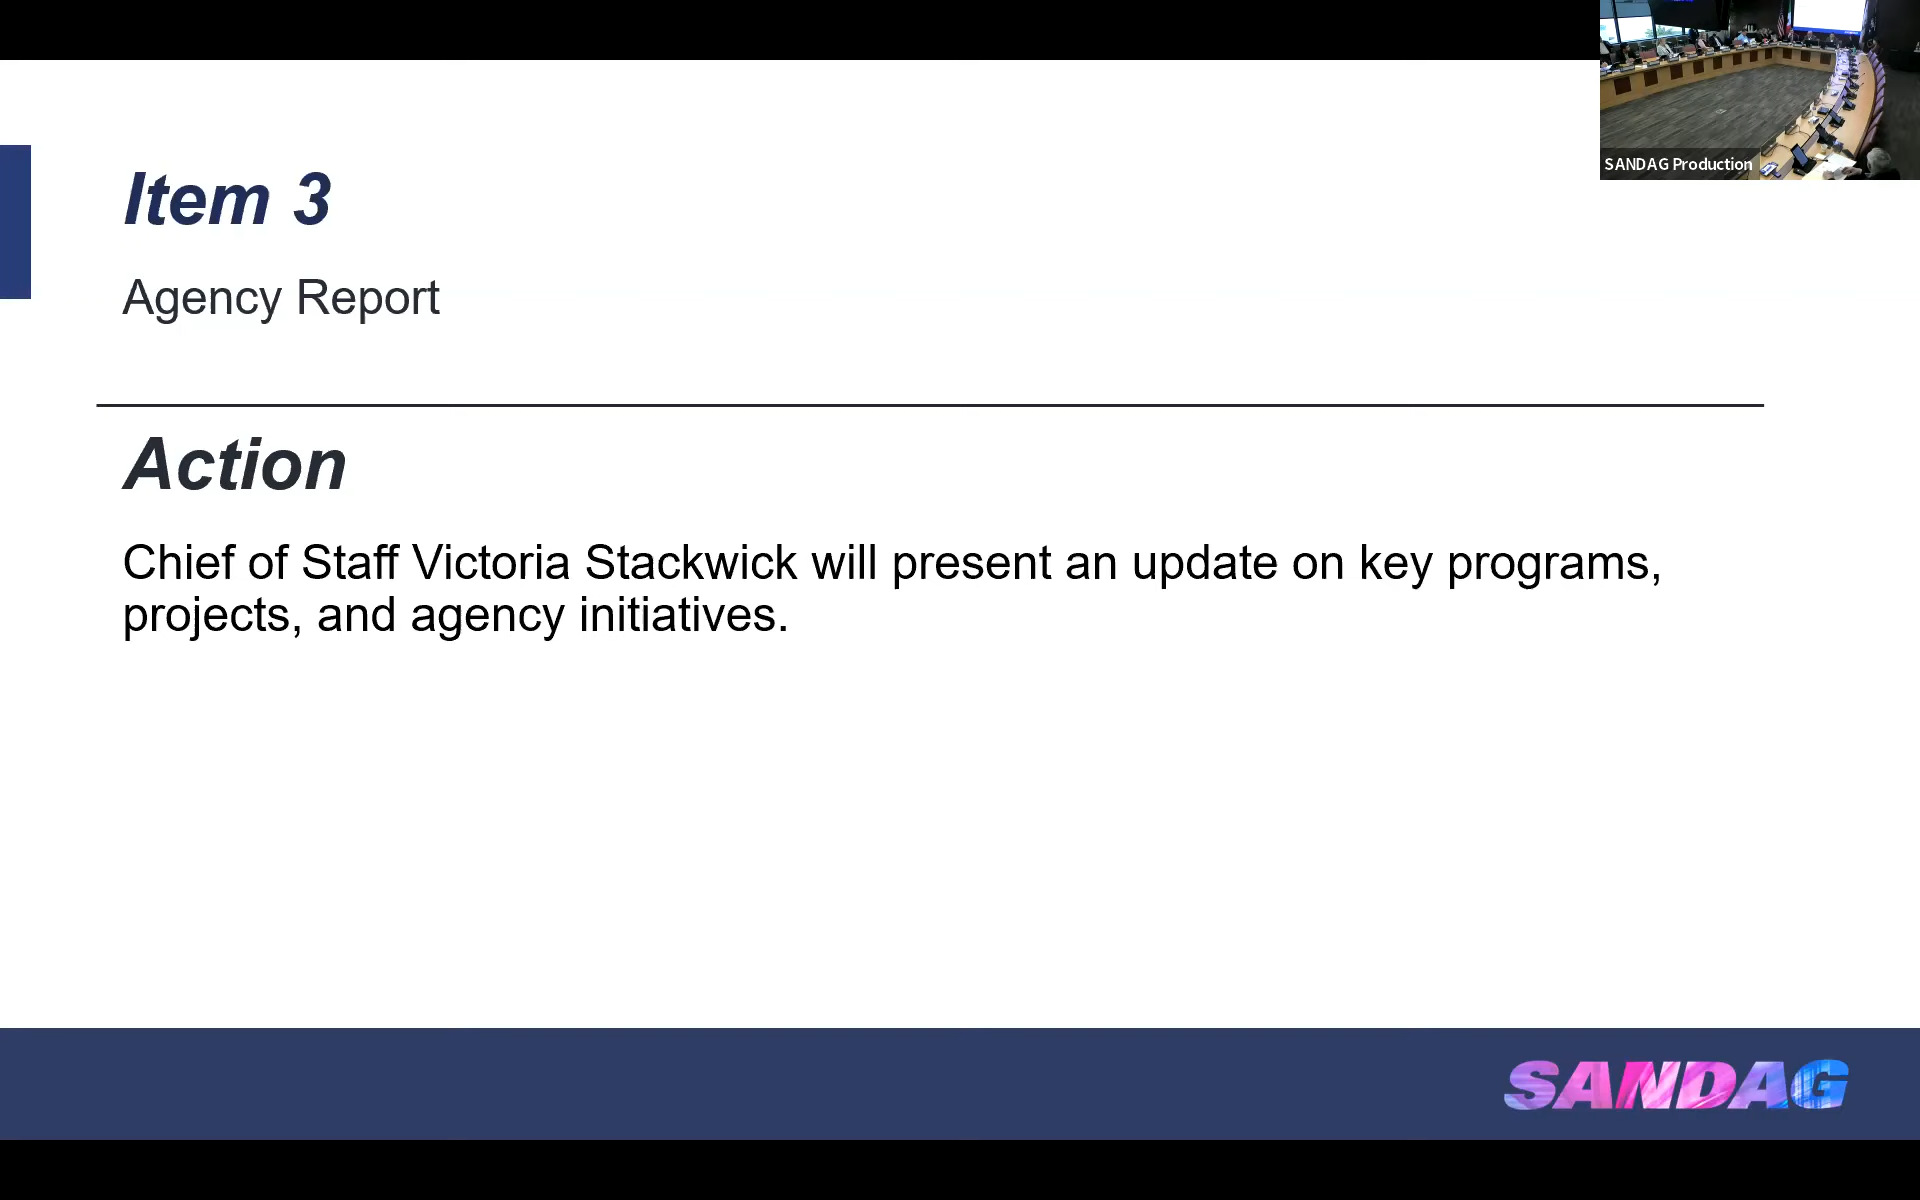 SANDAG Production
Item 3
Agency Report
Action
Chief of Staff Victoria Stackwick will present an update on key programs,
projects, and agency initiatives.
SANDAG